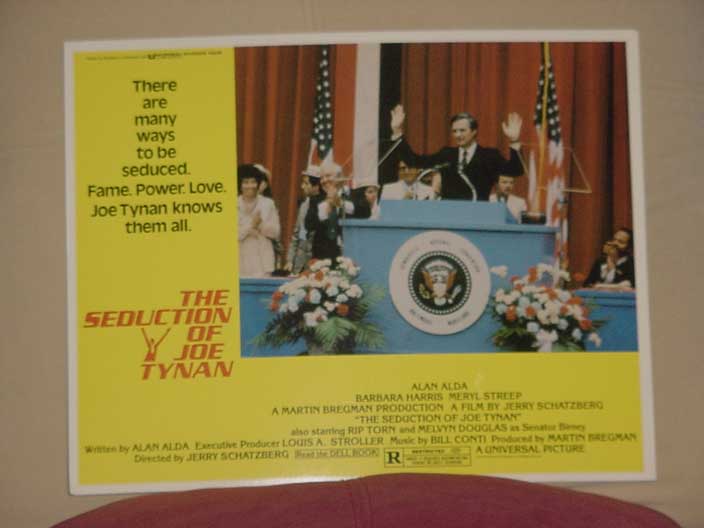 There
are
many
ways
to be
seduced.
Fame. Power. Love.
Joe Tynan knows
them all.
THE
SEDUCTION
OF
JOE
TYNAN
ALAN ALDA
BARBARA HARRIS MERYL STREEP
A MARTIN BREGMAN PRODUCTION A FILM BY JERRY SCHATZBERG
"THE SEDUCTION OF JOE TYNAN"
also starring RIP TORN and MELVYN DOUGLAS as Senator Birney
Written by ALAN ALDA Executive Producer LOUIS A. STROLLER Music by BILL CONTI Produced by MARTIN BREGMAN
Directed by JERRY SCHATZBERG Read the DELL BOOK R RESTRICTED A UNIVERSAL PICTURE